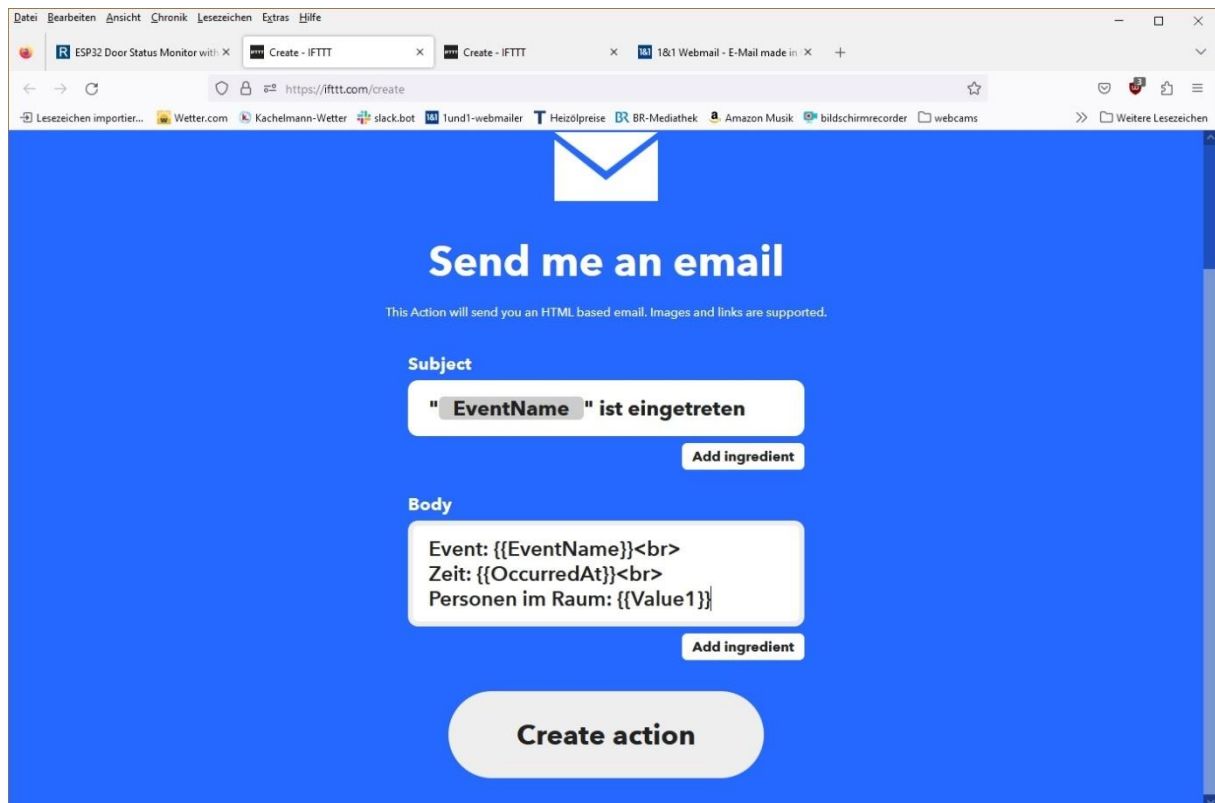 Datei Bearbeiten Ansicht Chronik Lesezeichen Extras Hilfe
ESP32 Door Status Monitor with Create - IFTTT Create - IFTTT 1&1 Webmail - E-Mail made in
https://ifttt.com/create
3
Lesezeichen importier... Wetter.com Kachelmann-Wetter slack.bot 1und1-webmailer Heizölpreise BR-Mediathek Amazon Musik bildschirmrecorder webcams Weitere Lesezeichen
Send me an email
This Action will send you an HTML based email. Images and links are supported.
Subject
" EventName " ist eingetreten
Add ingredient
Body
Event: {{EventName}}<br>
Zeit: {{OccurredAt}}<br>
Personen im Raum: {{Value1}}
Add ingredient
Create action